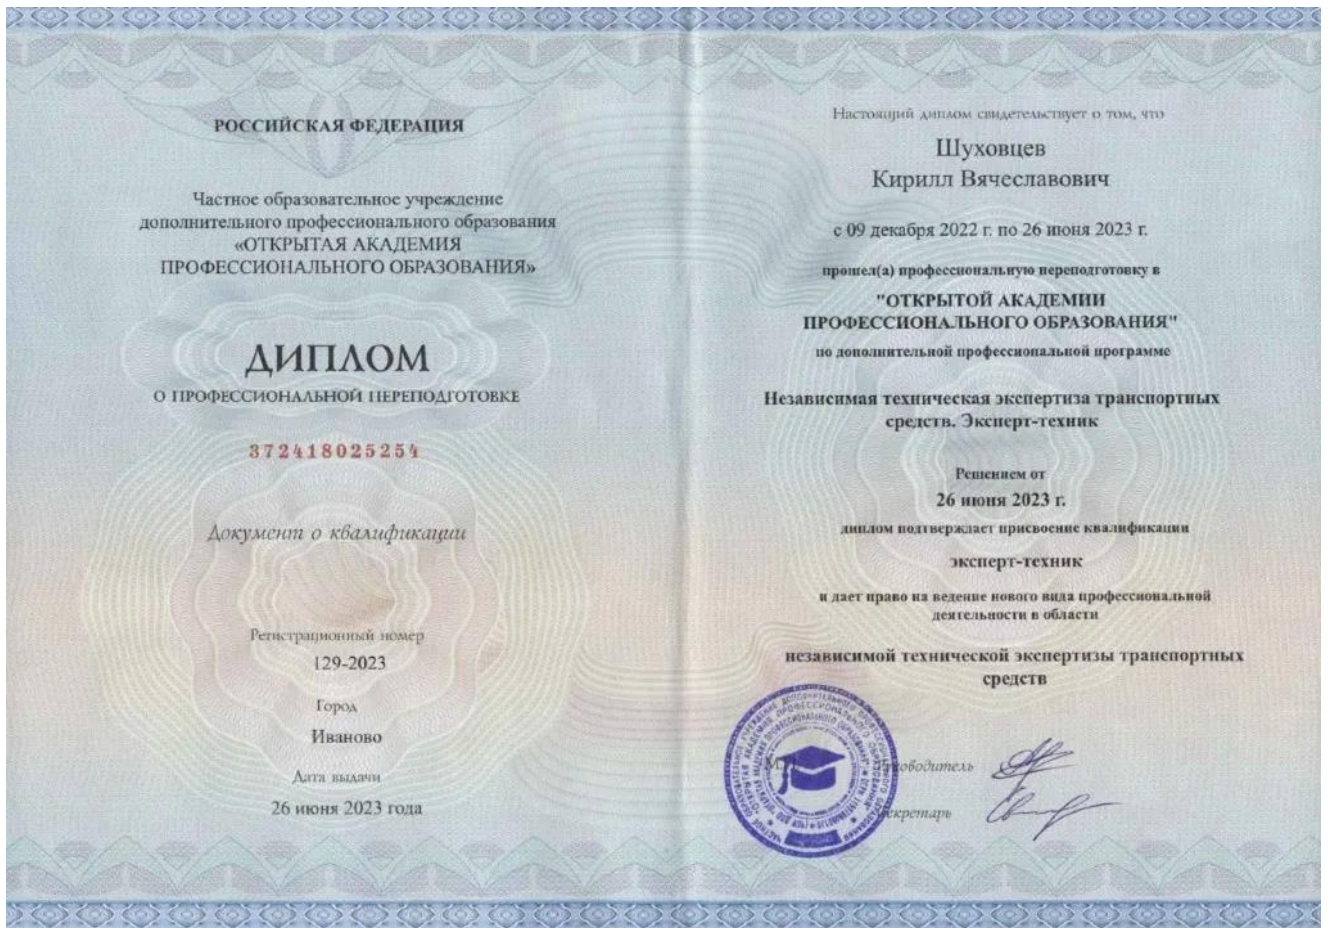 РОССИЙСКАЯ ФЕДЕРАЦИЯ
Частное образовательное учреждение
дополнительного профессионального образования
«ОТКРЫТАЯ АКАДЕМИЯ
ПРОФЕССИОНАЛЬНОГО ОБРАЗОВАНИЯ»
ДИПЛОМ
О ПРОФЕССИОНАЛЬНОЙ ПЕРЕПОДГОТОВКЕ
372418025254
Документ о квалификации
Регистрационный номер
129-2023
Город
Иваново
Дата выдачи
26 июня 2023 года
Настоящий диплом свидетельствует о том, что
Шуховцев
Кирилл Вячеславович
с 09 декабря 2022 г. по 26 июня 2023 г.
прошел(а) профессиональную переподготовку в
"ОТКРЫТОЙ АКАДЕМИИ
ПРОФЕССИОНАЛЬНОГО ОБРАЗОВАНИЯ"
по дополнительной профессиональной программе
Независимая техническая экспертиза транспортных
средств. Эксперт-техник
Решением от
26 июня 2023 г.
диплом подтверждает присвоение квалификации
эксперт-техник
и дает право на ведение нового вида профессиональной
деятельности в области
независимой технической экспертизы транспортных
средств
М.П.
Руководитель
Секретарь